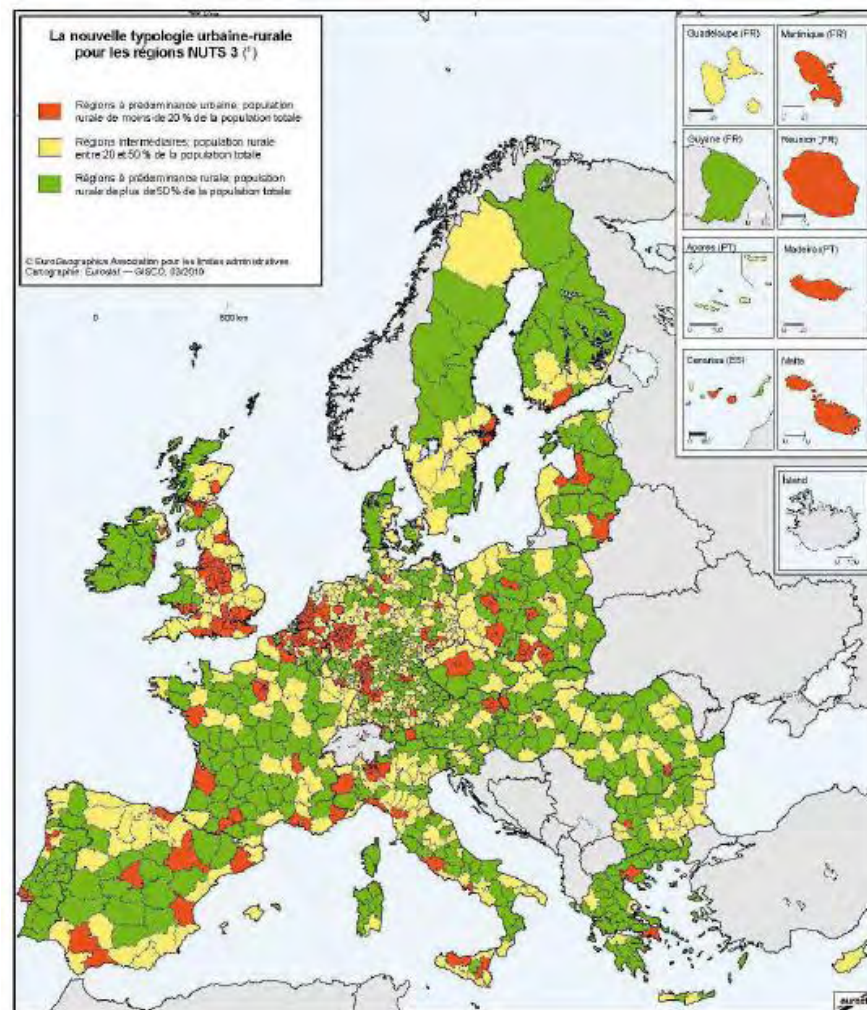 La nouvelle typologie urbaine-rurale
pour les régions NUTS 3 (¹)
Régions à prédominance urbaine; population
rurale de moins de 20 % de la population totale
Régions intermédiaires; population rurale
entre 20 et 50 % de la population totale
Régions à prédominance rurale; population
rurale de plus de 50 % de la population totale
© EuroGeographics Association pour les limites administratives
Cartographie: Eurostat — GISCO, 03/2010
0 600 km
Guadeloupe (FR)
Martinique (FR)
Guyane (FR)
Réunion (FR)
Açores (PT)
Madeira (PT)
Canarias (ES)
Malta
Ísland